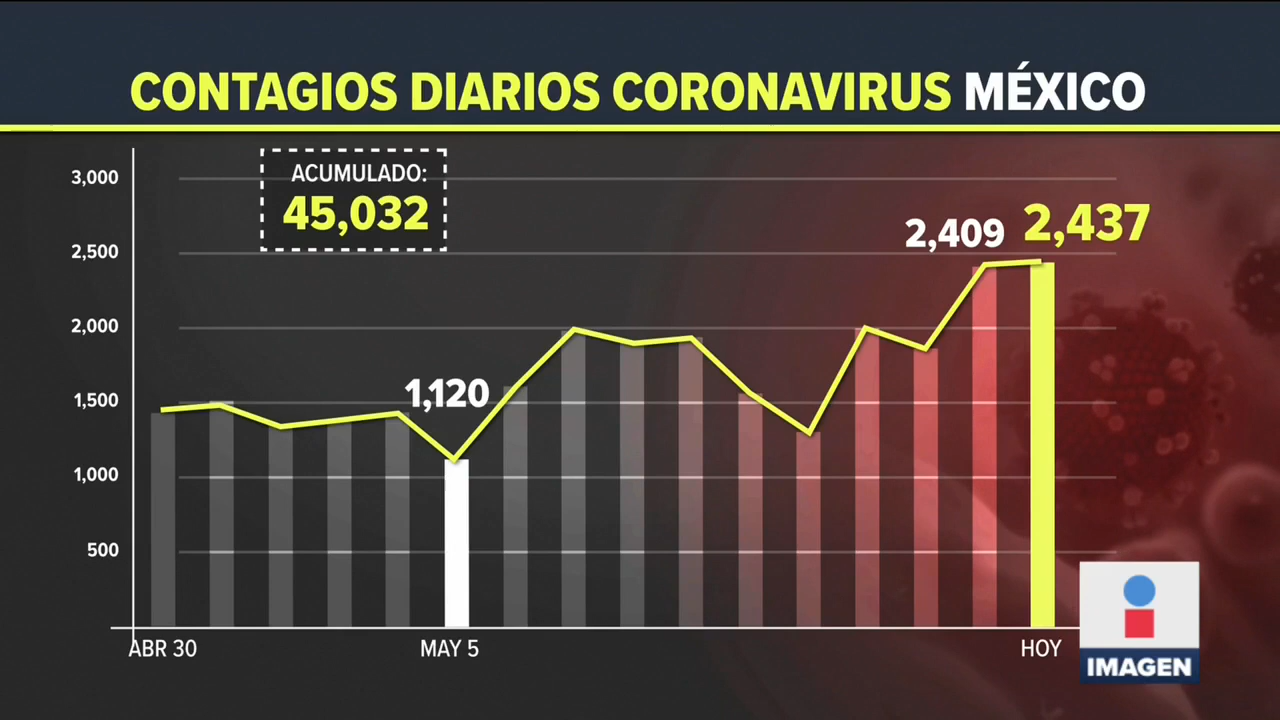 CONTAGIOS DIARIOS CORONAVIRUS MÉXICO
ACUMULADO:
45,032
3,000
2,500
2,000
1,500
1,000
500
1,120
2,409
2,437
ABR 30
MAY 5
HOY
IMAGEN